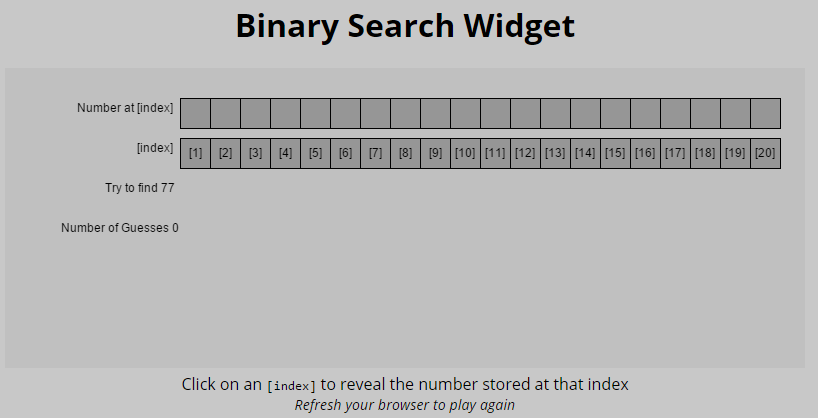 Binary Search Widget
Number at [index]
[index] [1] [2] [3] [4] [5] [6] [7] [8] [9] [10] [11] [12] [13] [14] [15] [16] [17] [18] [19] [20]
Try to find 77
Number of Guesses 0
Click on an [index] to reveal the number stored at that index
Refresh your browser to play again